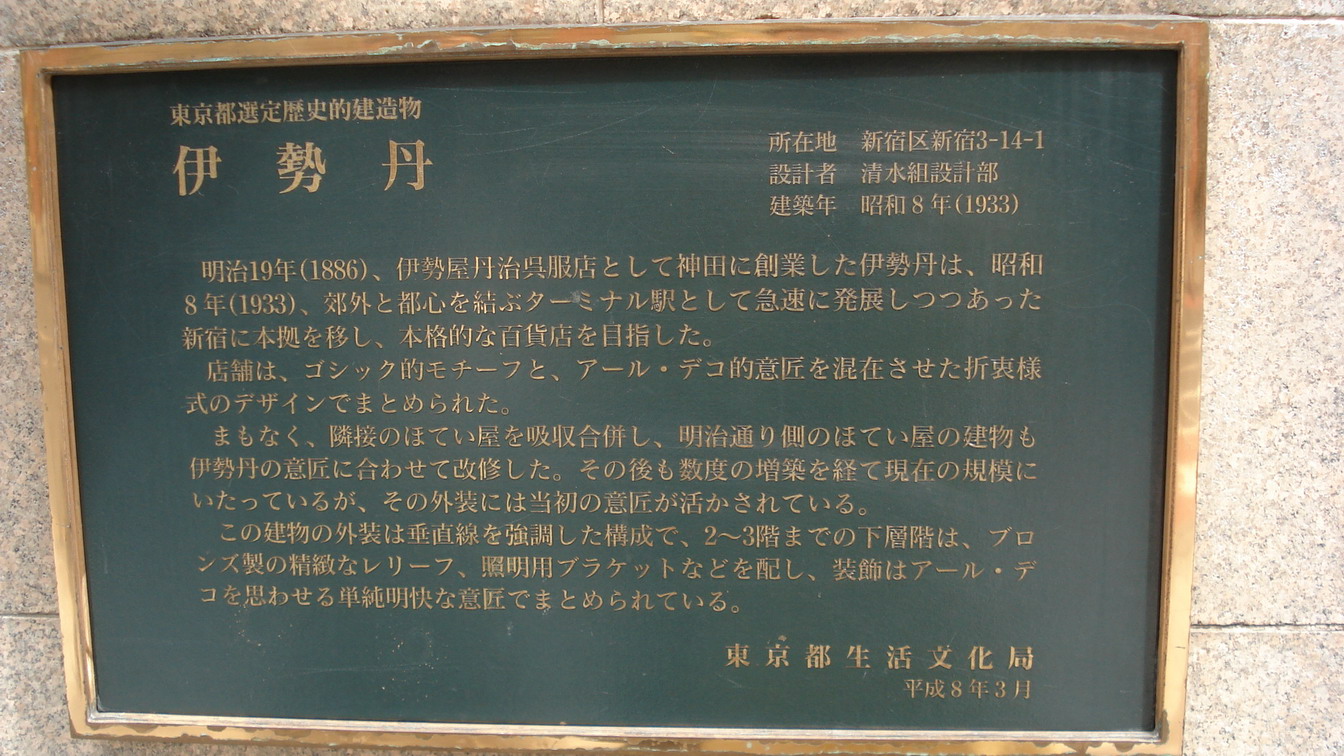 東京都選定歴史的建造物
伊 勢 丹
所在地 新宿区新宿3-14-1
設計者 清水組設計部
建築年 昭和8年(1933)
明治19年(1886)、伊勢屋丹治呉服店として神田に創業した伊勢丹は、昭和
8年(1933)、郊外と都心を結ぶターミナル駅として急速に発展しつつあった
新宿に本拠を移し、本格的な百貨店を目指した。
店舗は、ゴシック的モチーフと、アール・デコ的意匠を混在させた折衷様
式のデザインでまとめられた。
まもなく、隣接のほてい屋を吸収合併し、明治通り側のほてい屋の建物も
伊勢丹の意匠に合わせて改修した。その後も数度の増築を経て現在の規模に
いたっているが、その外装には当初の意匠が活かされている。
この建物の外装は垂直線を強調した構成で、2〜3階までの下層階は、ブロ
ンズ製の精緻なレリーフ、照明用ブラケットなどを配し、装飾はアール・デ
コを思わせる単純明快な意匠でまとめられている。
東京都生活文化局
平成8年3月